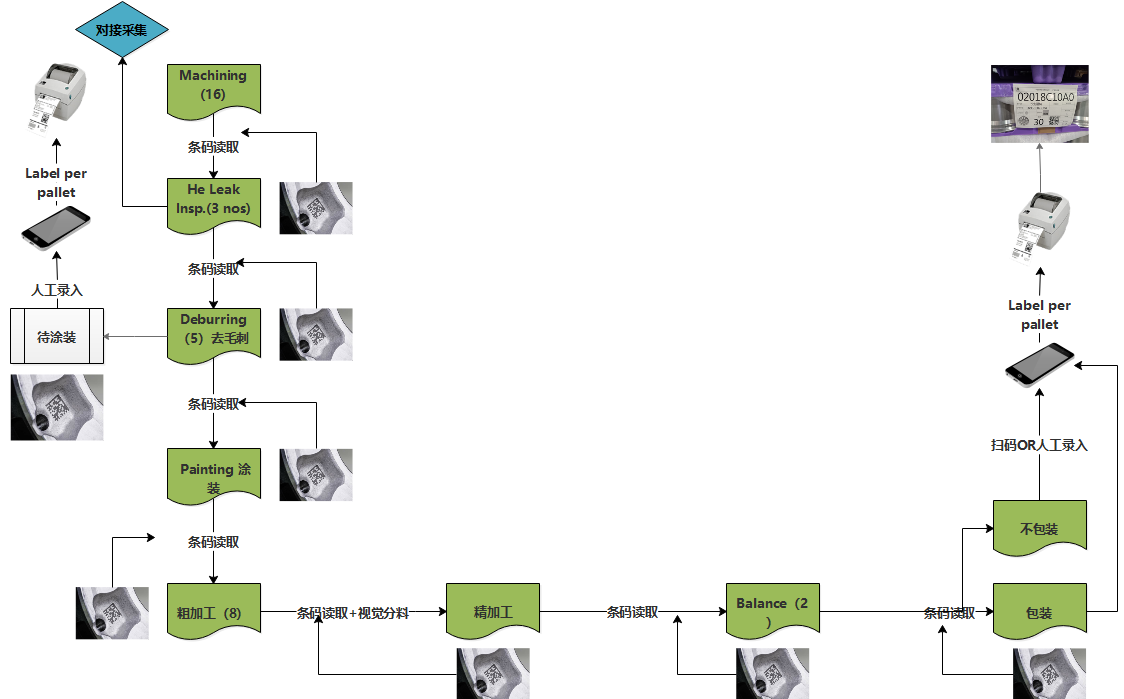 对接采集
Machining
(16)
条码读取
Label per
pallet
He Leak
Insp.(3 nos)
条码读取
人工录入
待涂装
Deburring
（5）去毛刺
条码读取
Painting 涂
装
条码读取
粗加工（8）
条码读取+视觉分料
精加工
条码读取
Balance（2
）
条码读取
包装
不包装
扫码OR人工录入
Label per
pallet
02018C10A0
30